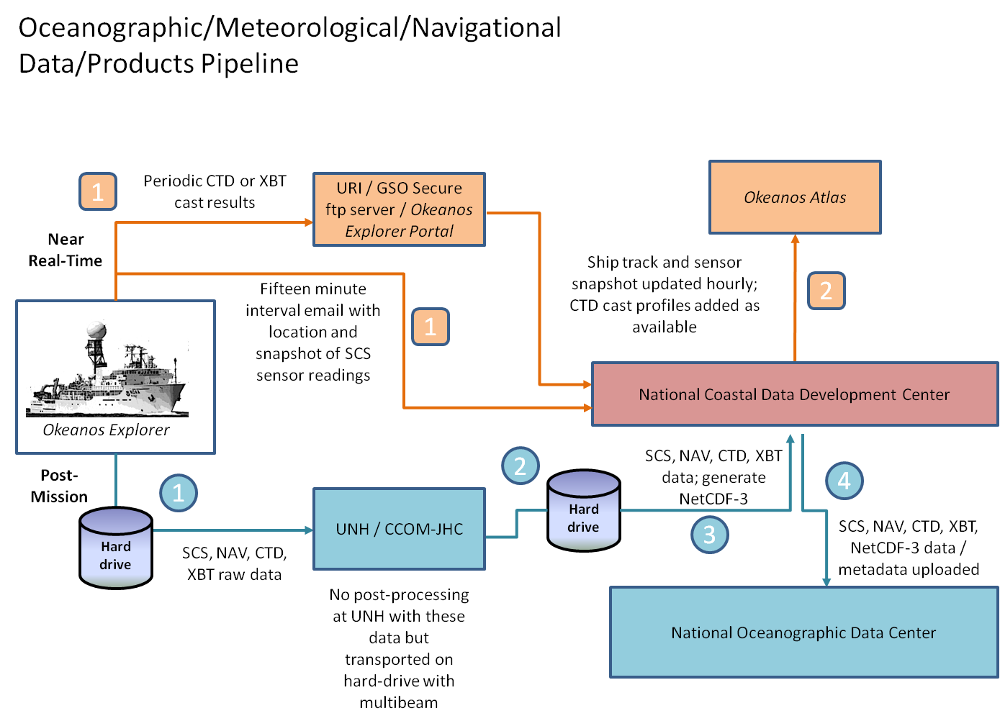 Oceanographic/Meteorological/Navigational
Data/Products Pipeline
1
Periodic CTD or XBT
cast results
URI / GSO Secure
ftp server / Okeanos
Explorer Portal
Okeanos Atlas
Near
Real-Time
Fifteen minute
interval email with
location and
snapshot of SCS
sensor readings
1
Ship track and sensor
snapshot updated hourly;
CTD cast profiles added as
available
2
National Coastal Data Development Center
Okeanos Explorer
Post-
Mission
1
Hard
drive
SCS, NAV, CTD,
XBT raw data
UNH / CCOM-JHC
No post-processing
at UNH with these
data but
transported on
hard-drive with
multibeam
2
Hard
drive
SCS, NAV, CTD, XBT
data; generate
NetCDF-3
3
4
SCS, NAV, CTD, XBT,
NetCDF-3 data /
metadata uploaded
National Oceanographic Data Center